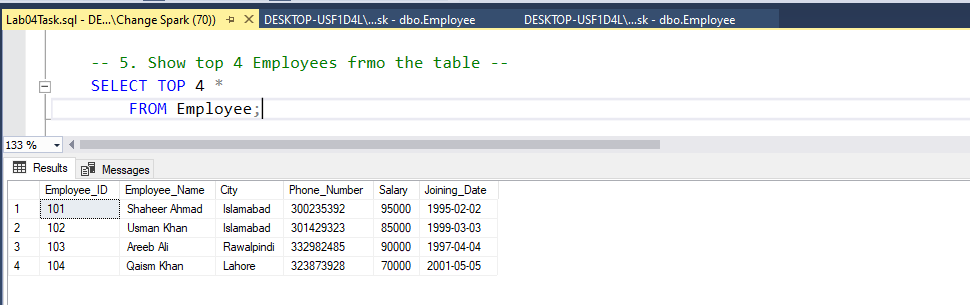 Lab04Task.sql - DE...\Change Spark (70)) DESKTOP-USF1D4L\...sk - dbo.Employee DESKTOP-USF1D4L\...sk - dbo.Employee
-- 5. Show top 4 Employees frmo the table --
SELECT TOP 4 *
FROM Employee;
133 %
Results Messages
Employee_ID Employee_Name City Phone_Number Salary Joining_Date
1 101 Shaheer Ahmad Islamabad 300235392 95000 1995-02-02
2 102 Usman Khan Islamabad 301429323 85000 1999-03-03
3 103 Areeb Ali Rawalpindi 332982485 90000 1997-04-04
4 104 Qaism Khan Lahore 323873928 70000 2001-05-05